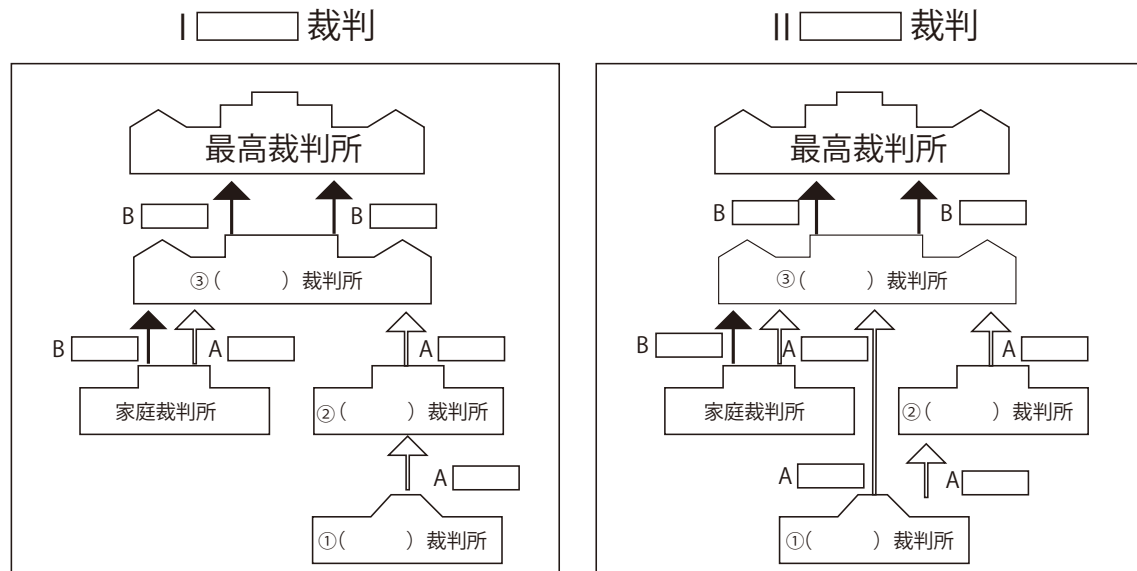 I 裁判
最高裁判所
B
B
③( ) 裁判所
B
A
A
家庭裁判所
②( ) 裁判所
A
①( ) 裁判所
II 裁判
最高裁判所
B
B
③( ) 裁判所
B
A
A
家庭裁判所
②( ) 裁判所
A
A
①( ) 裁判所